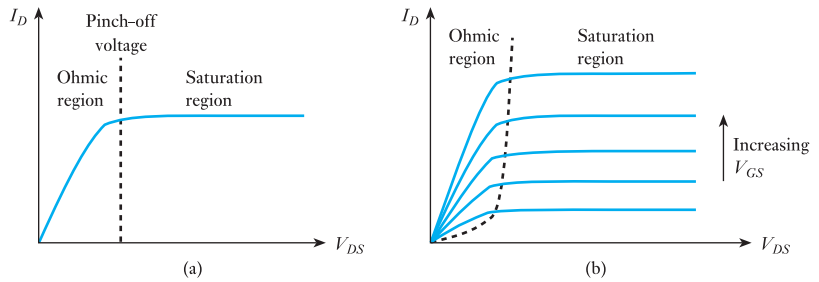 I_D
Pinch–off
voltage
Ohmic
region
Saturation
region
V_DS
(a)
I_D
Ohmic
region
Saturation
region
Increasing
V_GS
V_DS
(b)